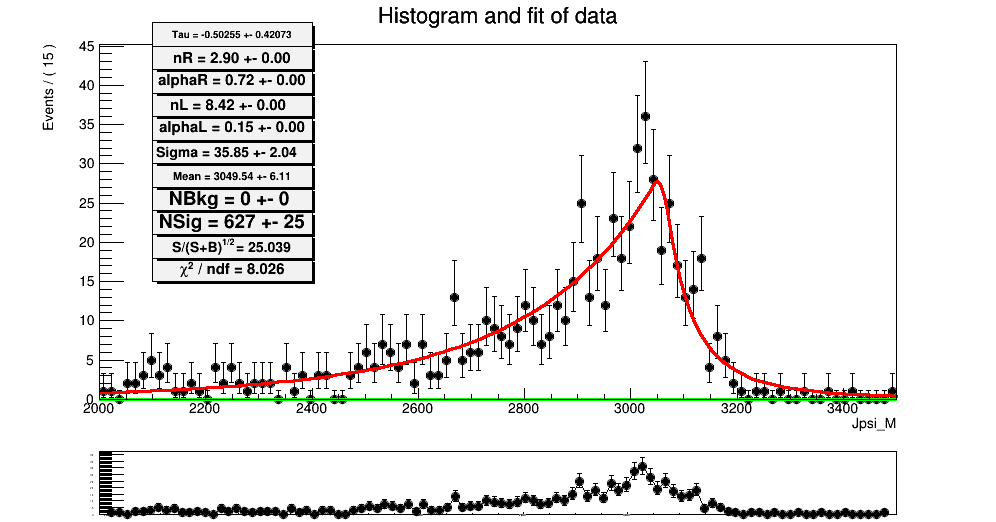 Histogram and fit of data
Events / ( 15 )
45
40
35
30
25
20
15
10
5
0
Tau = -0.50255 +- 0.42073
nR = 2.90 +- 0.00
alphaR = 0.72 +- 0.00
nL = 8.42 +- 0.00
alphaL = 0.15 +- 0.00
Sigma = 35.85 +- 2.04
Mean = 3049.54 +- 6.11
NBkg = 0 +- 0
NSig = 627 +- 25
S/(S+B)^1/2 = 25.039
χ² / ndf = 8.026
2000 2200 2400 2600 2800 3000 3200 3400
Jpsi_M